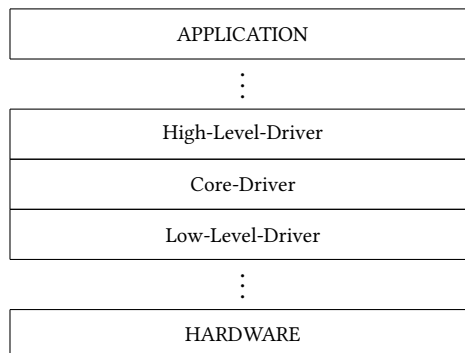 APPLICATION
⋮
High-Level-Driver
Core-Driver
Low-Level-Driver
⋮
HARDWARE